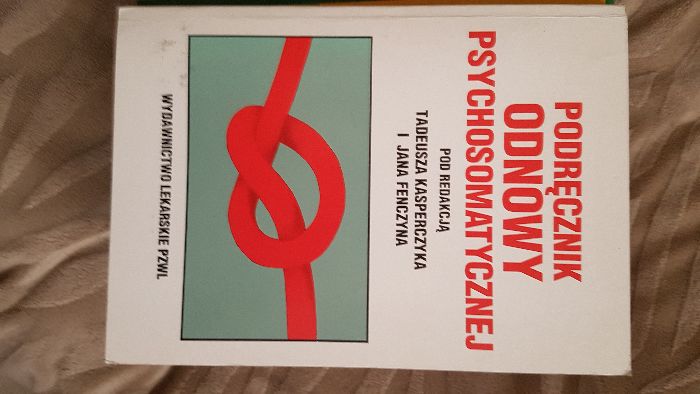 PODRĘCZNIK
ODNOWY
PSYCHOSOMATYCZNEJ
POD REDAKCJĄ
TADEUSZA KASPERCZYKA
I JANA FENCZYNA
WYDAWNICTWO LEKARSKIE PZWL